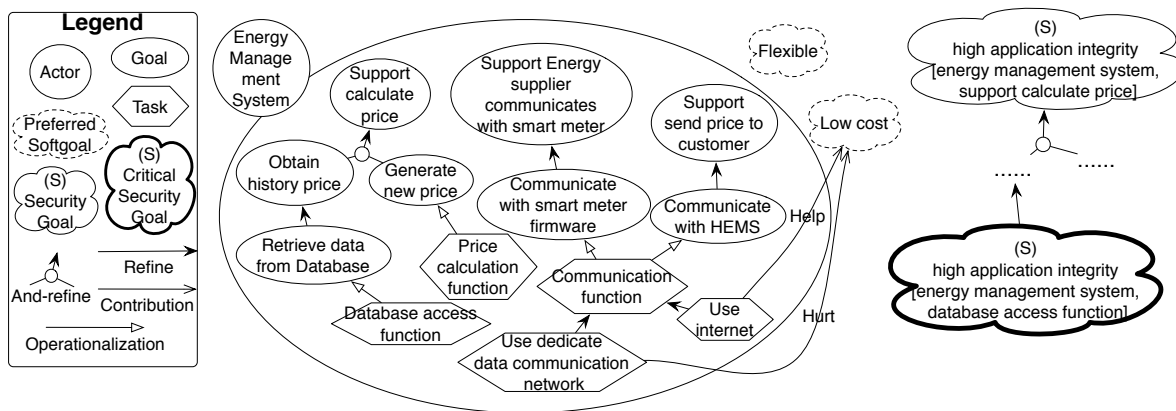 Legend
Actor
Goal
Task
Preferred
Softgoal
(S)
Security
Goal
(S)
Critical
Security
Goal
Refine
And-refine
Contribution
Operationalization
Energy
Manage
ment
System
Support
calculate
price
Obtain
history price
Generate
new price
Retrieve data
from Database
Price
calculation
function
Database access
function
Support Energy
supplier
communicates
with smart meter
Support
send price to
customer
Communicate
with smart meter
firmware
Communicate
with HEMS
Communication
function
Use
internet
Use dedicate
data communication
network
Flexible
Low cost
Help
Hurt
(S)
high application integrity
[energy management system,
support calculate price]
......
......
(S)
high application integrity
[energy management system,
database access function]